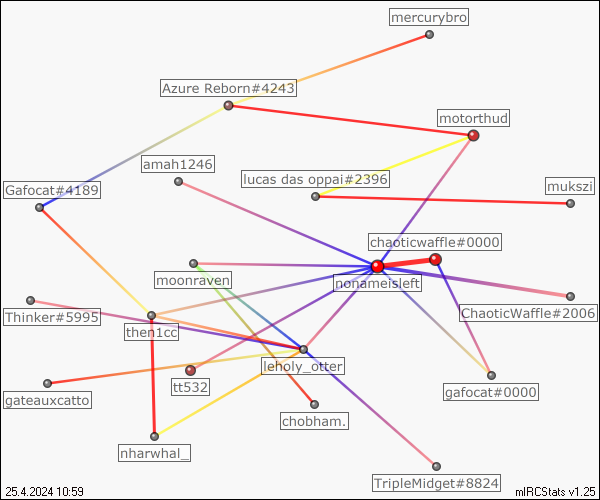 mercurybro
Azure Reborn#4243
motorthud
amah1246
lucas das oppai#2396
Gafocat#4189
mukszi
chaoticwaffle#0000
moonraven
nonameisleft
Thinker#5995
ChaoticWaffle#2006
then1cc
leholy_otter
tt532
gafocat#0000
gateauxcatto
chobham.
nharwhal_
TripleMidget#8824
25.4.2024 10:59
mIRCStats v1.25